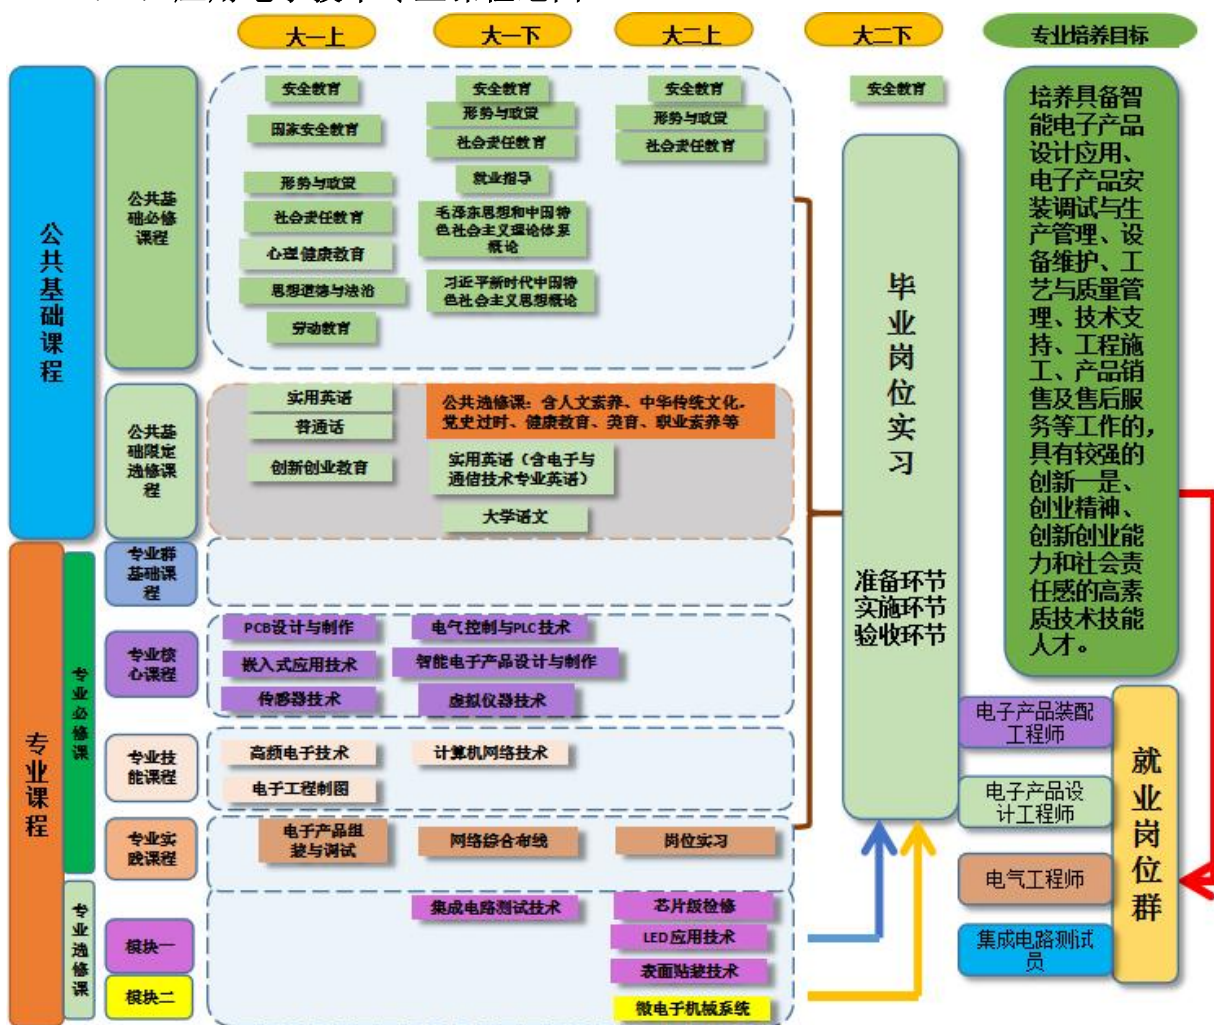 大一上
大一下
大二上
大二下
专业培养目标
公共基础课程
公共基
础必修
课程
安全教育
国家安全教育
形势与政策
社会责任教育
心理健康教育
思想道德与法治
劳动教育
安全教育
形势与政策
社会责任教育
就业指导
毛泽东思想和中国特
色社会主义理论体系
概论
习近平新时代中国特
色社会主义思想概论
安全教育
形势与政策
社会责任教育
安全教育
公共基
础限定
选修课
程
实用英语
普通话
创新创业教育
公共选修课：含人文素养、中华传统文化，
党史过时、健康教育、美育、职业素养等
实用英语（含电子与
通信技术专业英语）
大学语文
毕业岗位实习
准备环节
实施环节
验收环节
培养具备智
能电子产品
设计应用、
电子产品安
装调试与生
产管理、设
备维护、工
艺与质量管
理、技术支
持、工程施
工、产品销
售及售后服
务等工作的，
具有较强的
创新一是、
创业精神、
创新创业能
力和社会责
任感的高素
质技术技能
人才。
专业课程
专业必修课
专业群
基础课
程
专业核
心课程
PCB设计与制作
嵌入式应用技术
传感器技术
电气控制与PLC技术
智能电子产品设计与制作
虚拟仪器技术
专业技
能课程
高频电子技术
电子工程制图
计算机网络技术
专业实
践课程
电子产品组
装与调试
网络综合布线
岗位实习
专业选修课
模块一
模块二
集成电路测试技术
芯片级检修
LED应用技术
表面贴装技术
微电子机械系统
电子产品装配
工程师
电子产品设
计工程师
电气工程师
集成电路测试
员
就业岗位群